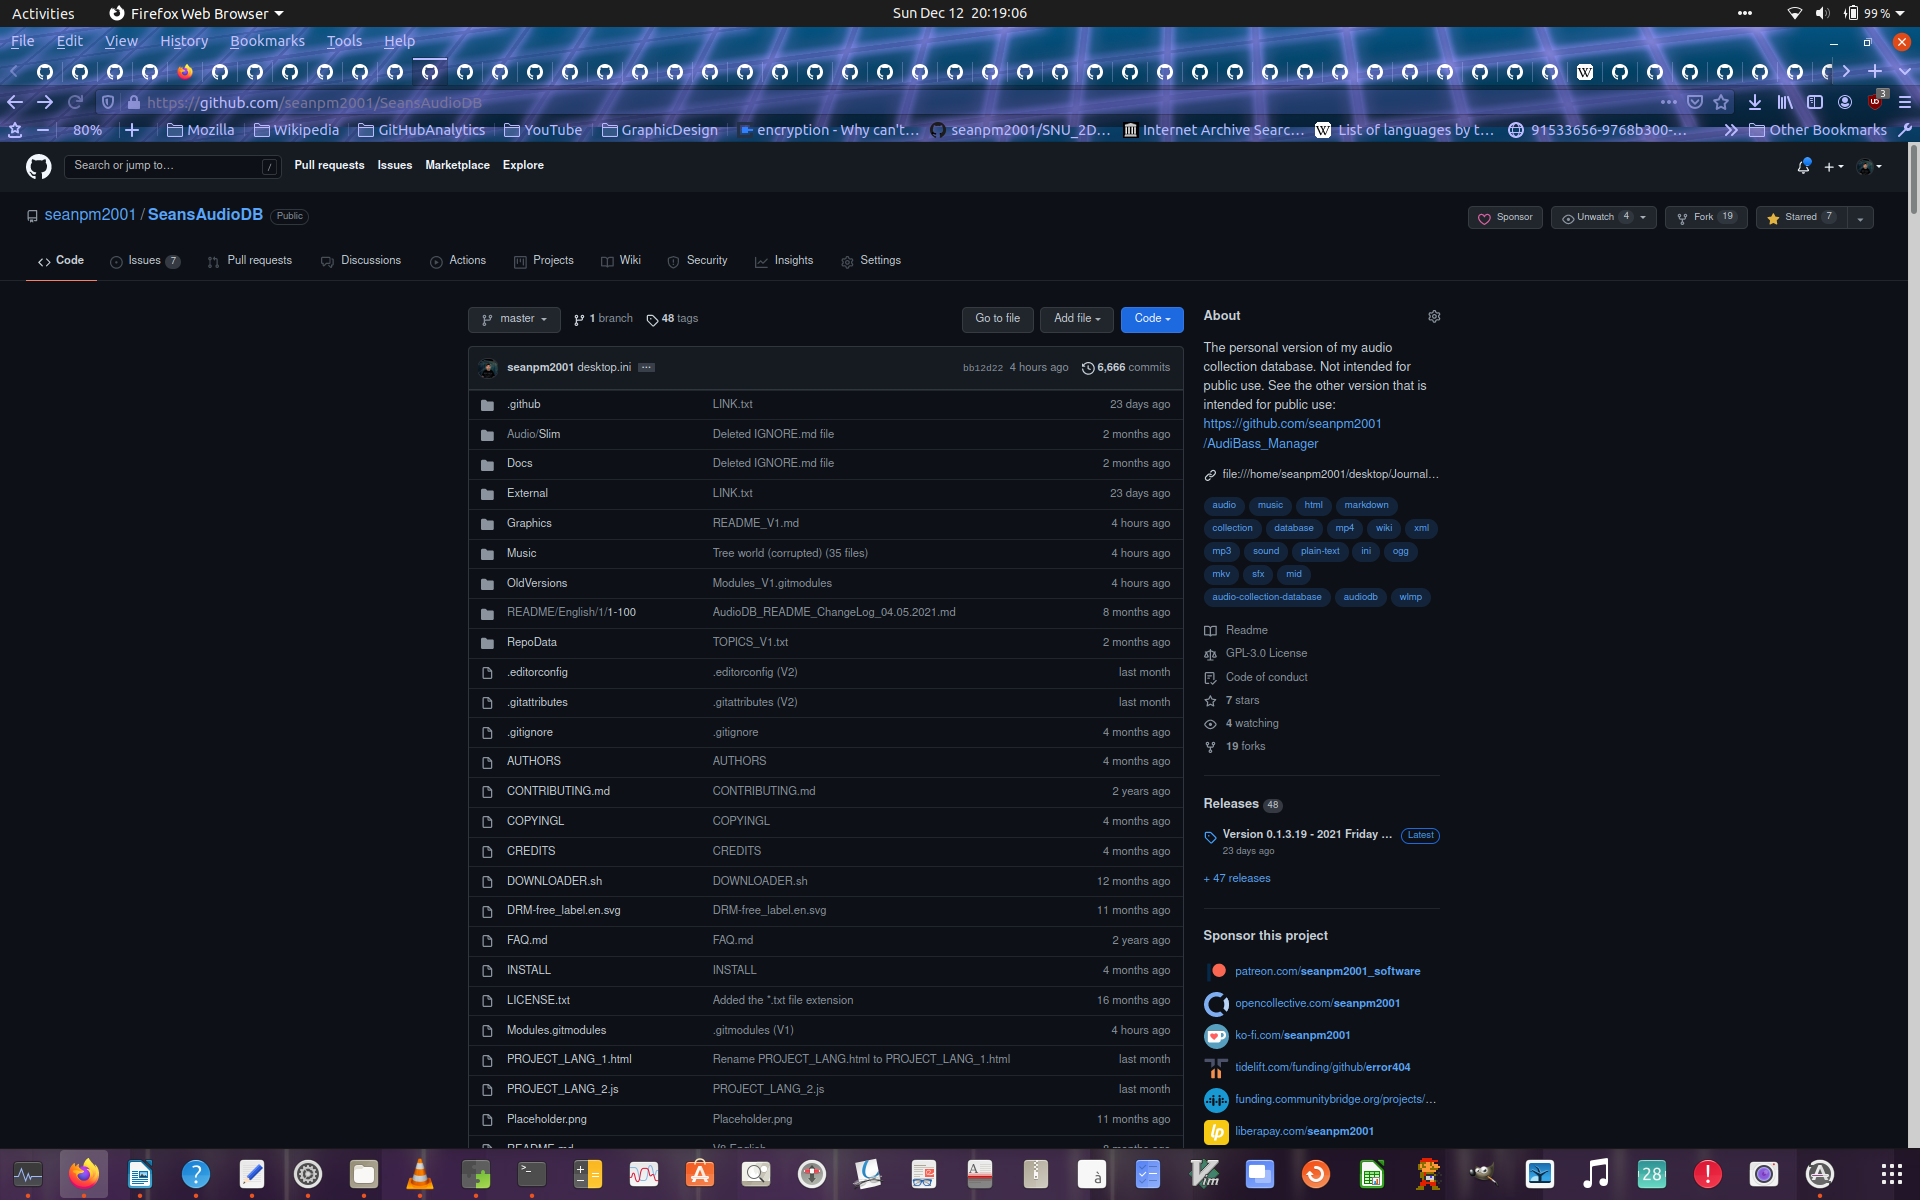 Activities
Firefox Web Browser
Sun Dec 12 20:19:06
99 %
File Edit View History Bookmarks Tools Help
https://github.com/seanpm2001/SeansAudioDB
3
80%
Mozilla
Wikipedia
GitHubAnalytics
YouTube
GraphicDesign
encryption - Why can't…
seanpm2001/SNU_2D…
Internet Archive Searc…
List of languages by t…
91533656-9768b300-…
Other Bookmarks
Search or jump to…
/
Pull requests Issues Marketplace Explore
seanpm2001 / SeansAudioDB Public
Sponsor
Unwatch 4
Fork 19
Starred 7
Code
Issues 7
Pull requests
Discussions
Actions
Projects
Wiki
Security
Insights
Settings
master
1 branch
48 tags
Go to file
Add file
Code
seanpm2001 desktop.ini ... bb12d22 4 hours ago 6,666 commits
.github LINK.txt 23 days ago
Audio/Slim Deleted IGNORE.md file 2 months ago
Docs Deleted IGNORE.md file 2 months ago
External LINK.txt 23 days ago
Graphics README_V1.md 4 hours ago
Music Tree world (corrupted) (35 files) 4 hours ago
OldVersions Modules_V1.gitmodules 4 hours ago
README/English/1/1-100 AudioDB_README_ChangeLog_04.05.2021.md 8 months ago
RepoData TOPICS_V1.txt 2 months ago
.editorconfig .editorconfig (V2) last month
.gitattributes .gitattributes (V2) last month
.gitignore .gitignore 4 months ago
AUTHORS AUTHORS 4 months ago
CONTRIBUTING.md CONTRIBUTING.md 2 years ago
COPYINGL COPYINGL 4 months ago
CREDITS CREDITS 4 months ago
DOWNLOADER.sh DOWNLOADER.sh 12 months ago
DRM-free_label.en.svg DRM-free_label.en.svg 11 months ago
FAQ.md FAQ.md 2 years ago
INSTALL INSTALL 4 months ago
LICENSE.txt Added the *.txt file extension 16 months ago
Modules.gitmodules .gitmodules (V1) 4 hours ago
PROJECT_LANG_1.html Rename PROJECT_LANG.html to PROJECT_LANG_1.html last month
PROJECT_LANG_2.js PROJECT_LANG_2.js last month
Placeholder.png Placeholder.png 11 months ago
About
The personal version of my audio
collection database. Not intended for
public use. See the other version that is
intended for public use:
https://github.com/seanpm2001
/AudiBass_Manager
file:///home/seanpm2001/desktop/Journal…
audio music html markdown
collection database mp4 wiki xml
mp3 sound plain-text ini ogg
mkv sfx mid
audio-collection-database audiodb wlmp
Readme
GPL-3.0 License
Code of conduct
7 stars
4 watching
19 forks
Releases 48
Version 0.1.3.19 - 2021 Friday ... Latest
23 days ago
+ 47 releases
Sponsor this project
patreon.com/seanpm2001_software
opencollective.com/seanpm2001
ko-fi.com/seanpm2001
tidelift.com/funding/github/error404
funding.communitybridge.org/projects/…
liberapay.com/seanpm2001
28